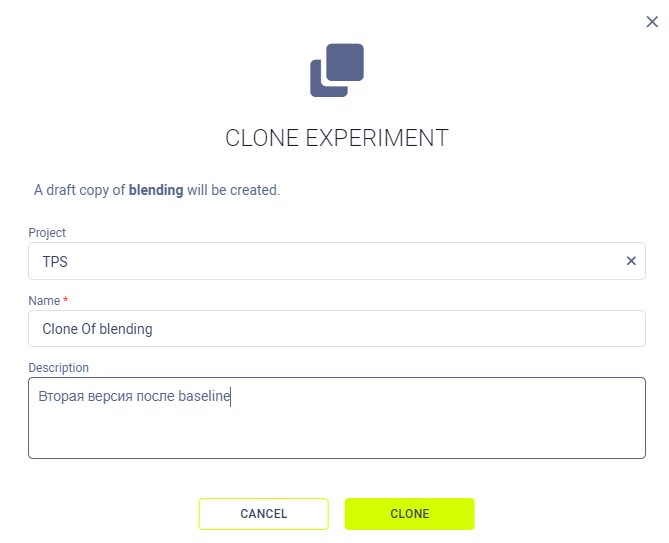 CLONE EXPERIMENT
A draft copy of blending will be created.
Project
TPS
Name *
Clone Of blending
Description
Вторая версия после baseline
CANCEL
CLONE